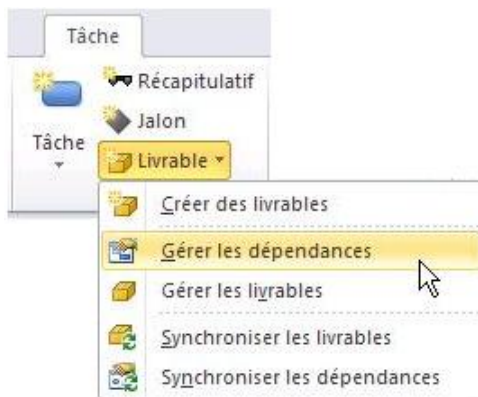 Tâche
Récapitulatif
Jalon
Tâche
Livrable
Créer des livrables
Gérer les dépendances
Gérer les livrables
Synchroniser les livrables
Synchroniser les dépendances